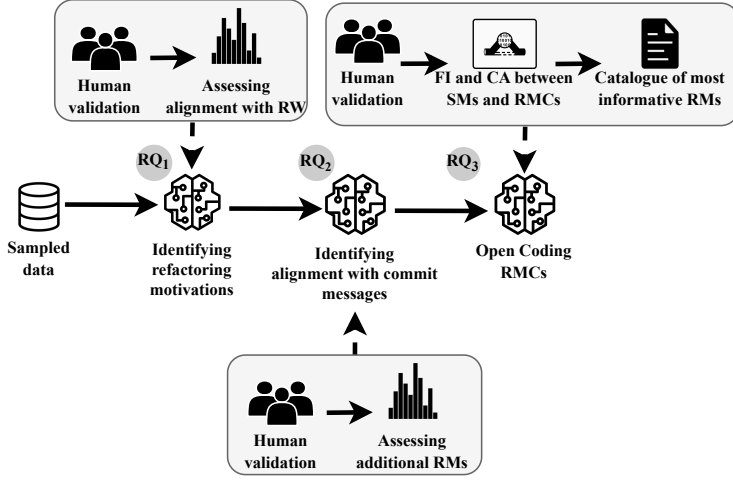 Human
validation
Assessing
alignment with RW
Human
validation
FI and CA between
SMs and RMCs
Catalogue of most
informative RMs
RQ1
RQ2
RQ3
Sampled
data
Identifying
refactoring
motivations
Identifying
alignment with commit
messages
Open Coding
RMCs
Human
validation
Assessing
additional RMs